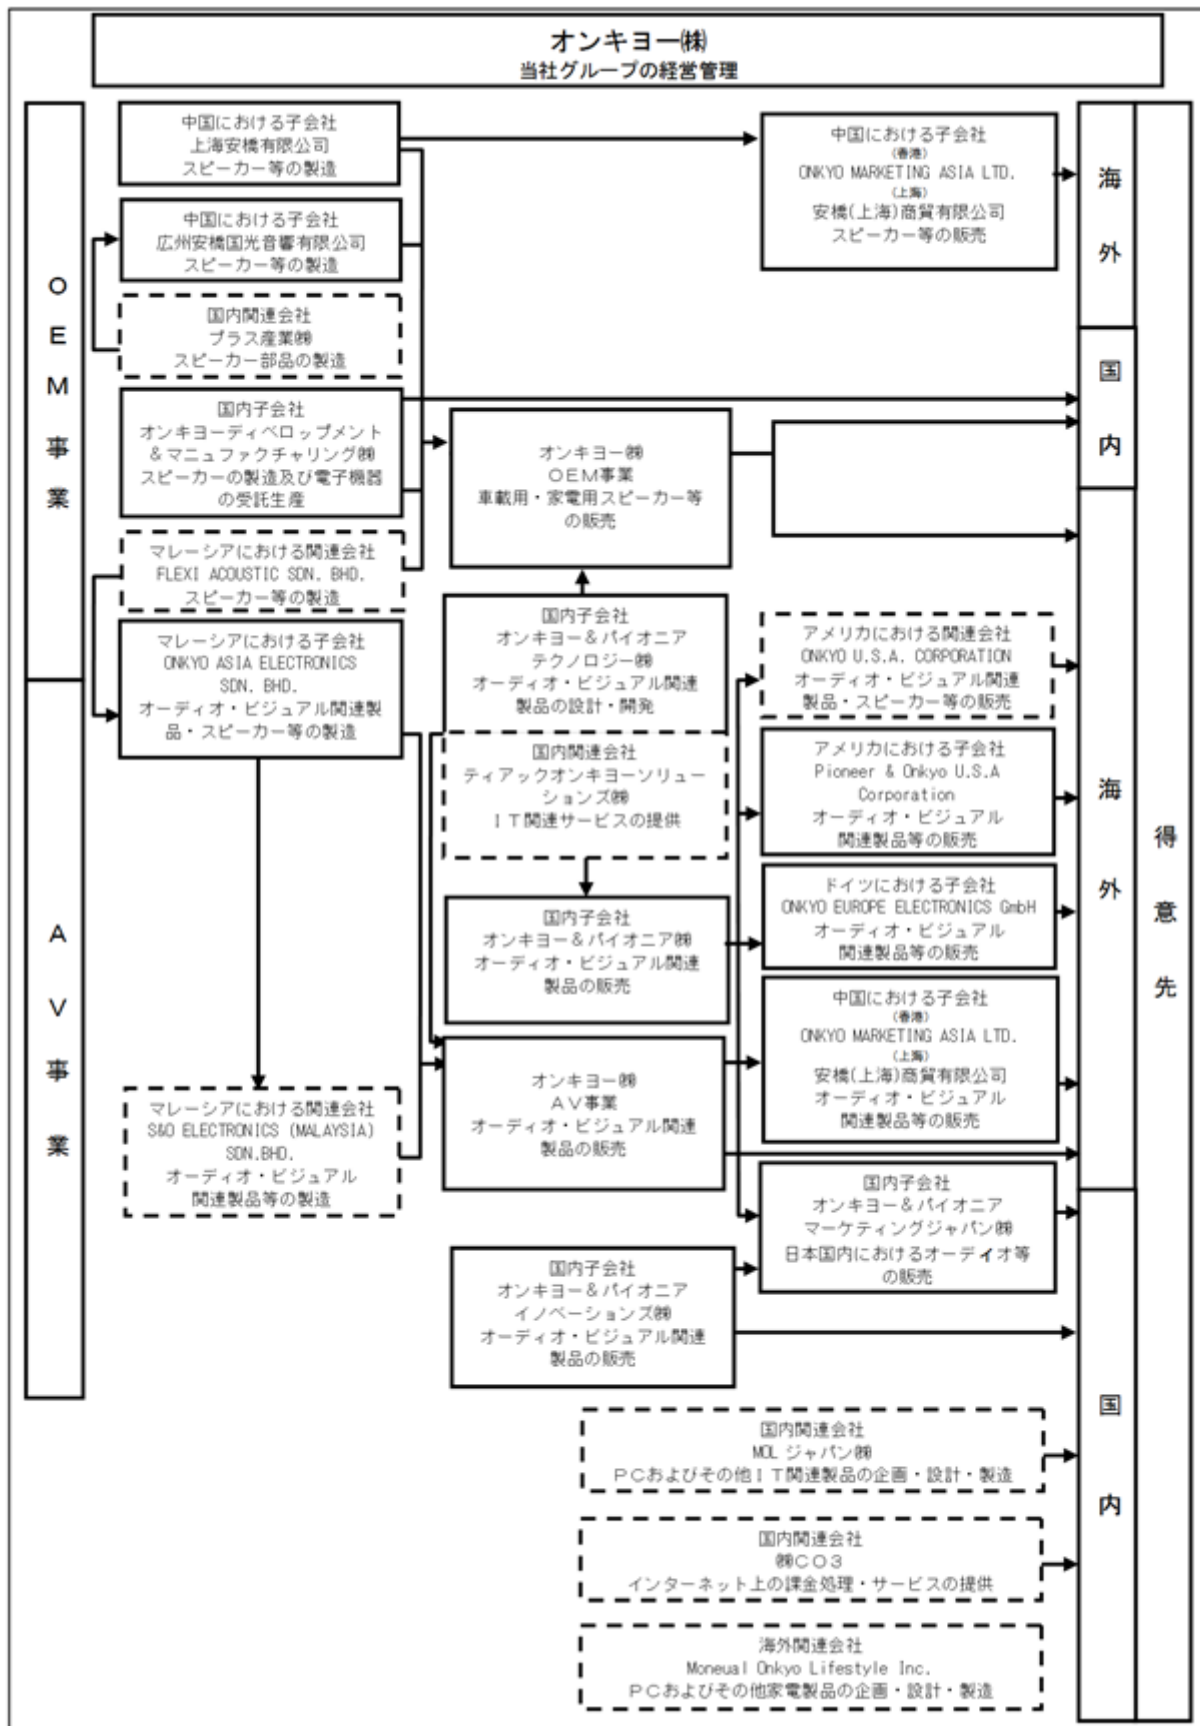 オンキヨー㈱
当社グループの経営管理
OEM事業
AV事業
中国における子会社
上海安橋有限公司
スピーカー等の製造
中国における子会社
広州安橋国光音響有限公司
スピーカー等の製造
国内関連会社
プラス産業㈱
スピーカー部品の製造
国内子会社
オンキヨーディベロップメント
＆マニュファクチャリング㈱
スピーカーの製造及び電子機器
の受託生産
マレーシアにおける関連会社
FLEXI ACOUSTIC SDN. BHD.
スピーカー等の製造
マレーシアにおける子会社
ONKYO ASIA ELECTRONICS
SDN. BHD.
オーディオ・ビジュアル関連製
品・スピーカー等の製造
マレーシアにおける関連会社
S&O ELECTRONICS (MALAYSIA)
SDN.BHD.
オーディオ・ビジュアル
関連製品等の製造
オンキヨー㈱
OEM事業
車載用・家電用スピーカー等
の販売
国内子会社
オンキヨー＆パイオニア
テクノロジー㈱
オーディオ・ビジュアル関連
製品の設計・開発
国内関連会社
ティアックオンキヨーソリュー
ションズ㈱
ＩＴ関連サービスの提供
国内子会社
オンキヨー＆パイオニア㈱
オーディオ・ビジュアル関連
製品の販売
オンキヨー㈱
AV事業
オーディオ・ビジュアル関連
製品の販売
国内子会社
オンキヨー＆パイオニア
イノベーションズ㈱
オーディオ・ビジュアル関連
製品の販売
中国における子会社
(香港)
ONKYO MARKETING ASIA LTD.
(上海)
安橋(上海)商貿有限公司
スピーカー等の販売
アメリカにおける関連会社
ONKYO U.S.A. CORPORATION
オーディオ・ビジュアル関連
製品・スピーカー等の販売
アメリカにおける子会社
Pioneer & Onkyo U.S.A
Corporation
オーディオ・ビジュアル
関連製品等の販売
ドイツにおける子会社
ONKYO EUROPE ELECTRONICS GmbH
オーディオ・ビジュアル
関連製品等の販売
中国における子会社
(香港)
ONKYO MARKETING ASIA LTD.
(上海)
安橋(上海)商貿有限公司
オーディオ・ビジュアル
関連製品等の販売
国内子会社
オンキヨー＆パイオニア
マーケティングジャパン㈱
日本国内におけるオーディオ等
の販売
国内関連会社
MOL ジャパン㈱
ＰＣおよびその他ＩＴ関連製品の企画・設計・製造
国内関連会社
㈱ＣＯ３
インターネット上の課金処理・サービスの提供
海外関連会社
Moneual Onkyo Lifestyle Inc.
ＰＣおよびその他家電製品の企画・設計・製造
海外
国内
海外
国内
得意先